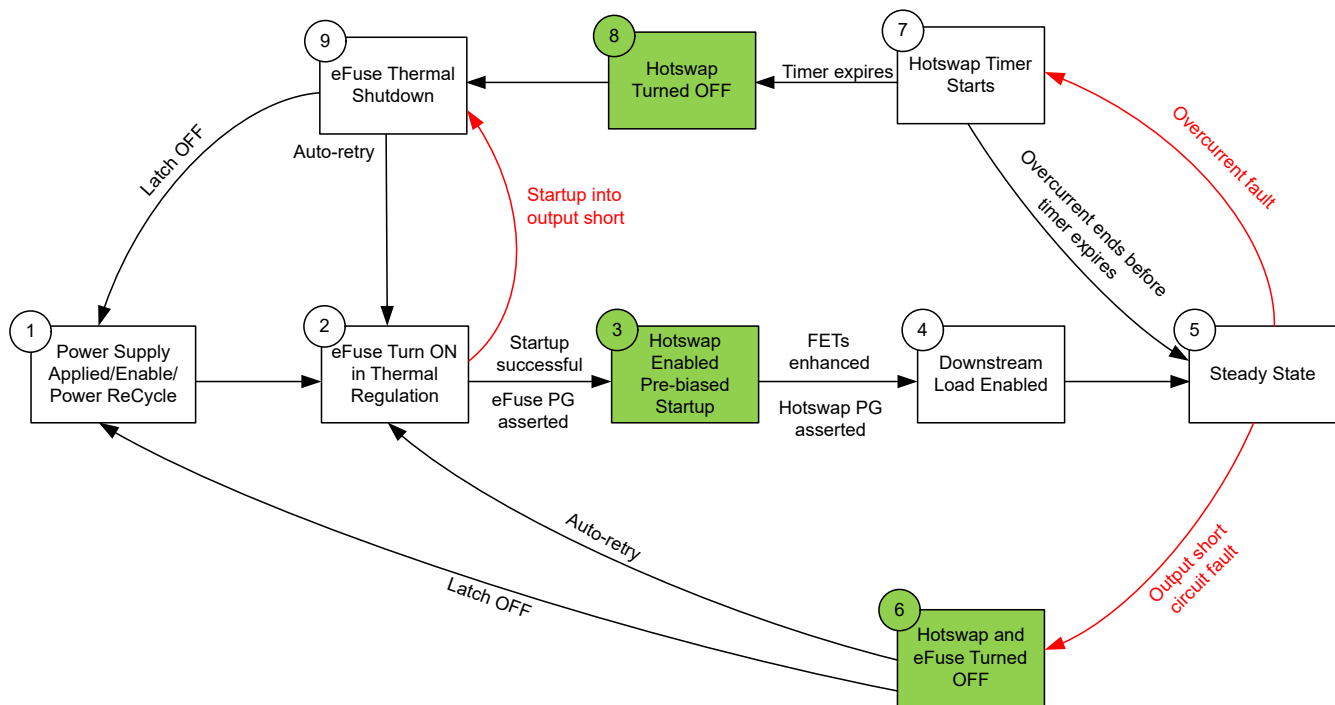 9
eFuse Thermal
Shutdown
8
Hotswap
Turned OFF
Timer expires
7
Hotswap Timer
Starts
Latch OFF
Auto-retry
Startup into
output short
Overcurrent fault
Overcurrent ends before
timer expires
1
Power Supply
Applied/Enable/
Power ReCycle
2
eFuse Turn ON
in Thermal
Regulation
Startup
successful
eFuse PG
asserted
3
Hotswap
Enabled
Pre-biased
Startup
FETs
enhanced
Hotswap PG
asserted
4
Downstream
Load Enabled
5
Steady State
Auto-retry
Latch OFF
Output short
circuit fault
6
Hotswap and
eFuse Turned
OFF